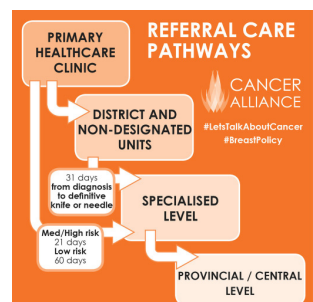 REFERRAL CARE
PATHWAYS
PRIMARY
HEALTHCARE
CLINIC
CANCER
ALLIANCE
#LetsTalkAboutCancer
#BreastPolicy
DISTRICT AND
NON-DESIGNATED
UNITS
31 days
from diagnosis
to definitive
knife or needle
SPECIALISED
LEVEL
Med/High risk
21 days
Low risk
60 days
PROVINCIAL / CENTRAL
LEVEL